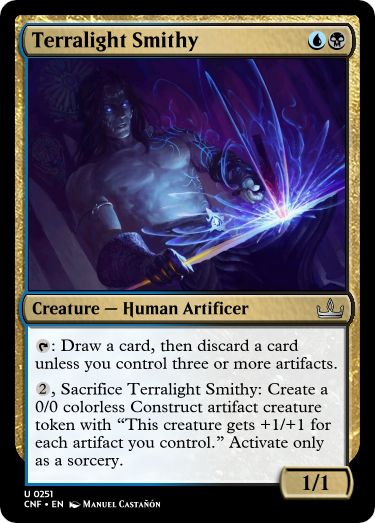 Terralight Smithy
Creature — Human Artificer
: Draw a card, then discard a card
unless you control three or more artifacts.
2, Sacrifice Terralight Smithy: Create a
0/0 colorless Construct artifact creature
token with “This creature gets +1/+1 for
each artifact you control.” Activate only
as a sorcery.
1/1
U 0251
CNF • EN Manuel Castañón